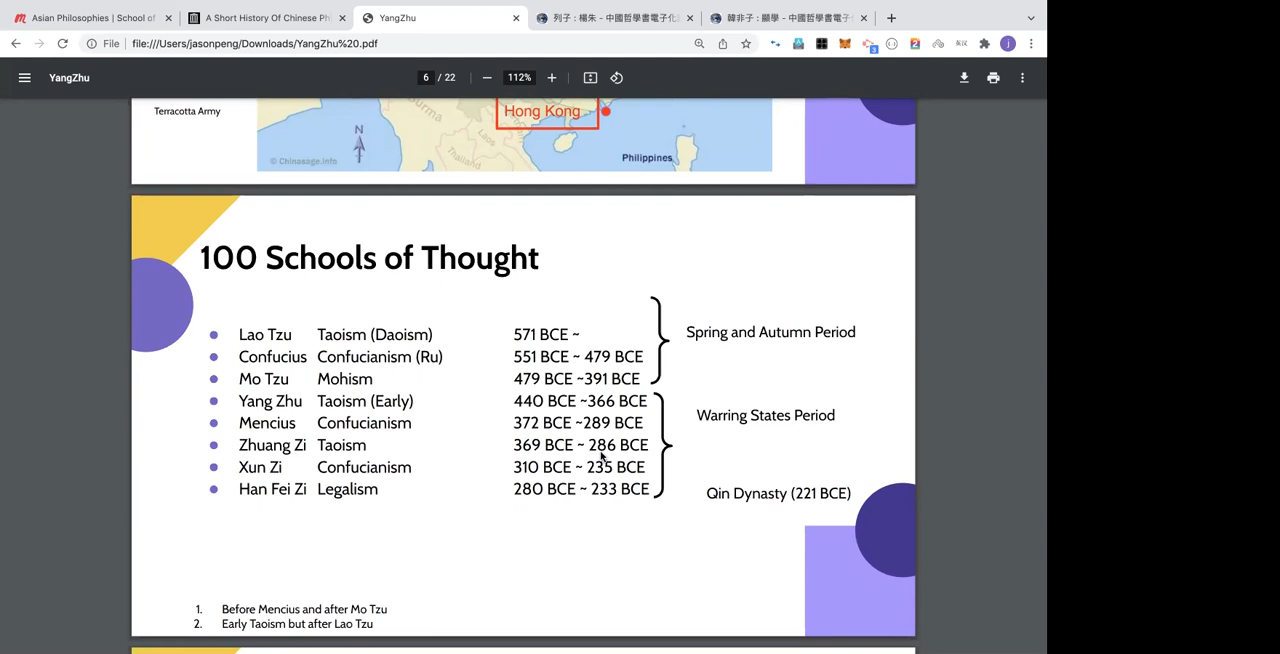 Asian Philosophies | School of
A Short History Of Chinese Ph
YangZhu
列子 : 楊朱 - 中國哲學書電子化
韓非子 : 顯學 - 中國哲學書電子
File file:///Users/jasonpeng/Downloads/YangZhu%20.pdf
YangZhu
6 / 22
112%
Terracotta Army
Burma
Laos
Thailand
Hong Kong
N
Philippines
© Chinasage.info
100 Schools of Thought
Lao Tzu Taoism (Daoism) 571 BCE ~
Confucius Confucianism (Ru) 551 BCE ~ 479 BCE
Mo Tzu Mohism 479 BCE ~391 BCE
Spring and Autumn Period
Yang Zhu Taoism (Early) 440 BCE ~366 BCE
Mencius Confucianism 372 BCE ~289 BCE
Zhuang Zi Taoism 369 BCE ~ 286 BCE
Xun Zi Confucianism 310 BCE ~ 235 BCE
Han Fei Zi Legalism 280 BCE ~ 233 BCE
Warring States Period
Qin Dynasty (221 BCE)
1. Before Mencius and after Mo Tzu
2. Early Taoism but after Lao Tzu